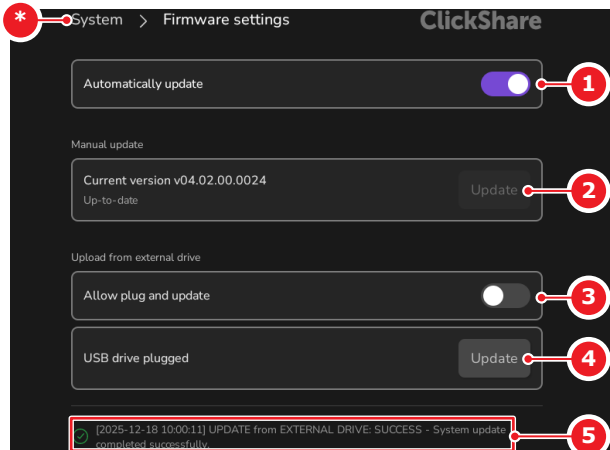 * System > Firmware settings ClickShare
Automatically update 1
Manual update
Current version v04.02.00.0024
Up-to-date
Update 2
Upload from external drive
Allow plug and update 3
USB drive plugged Update 4
[2025-12-18 10:00:11] UPDATE from EXTERNAL DRIVE: SUCCESS - System update
completed successfully. 5